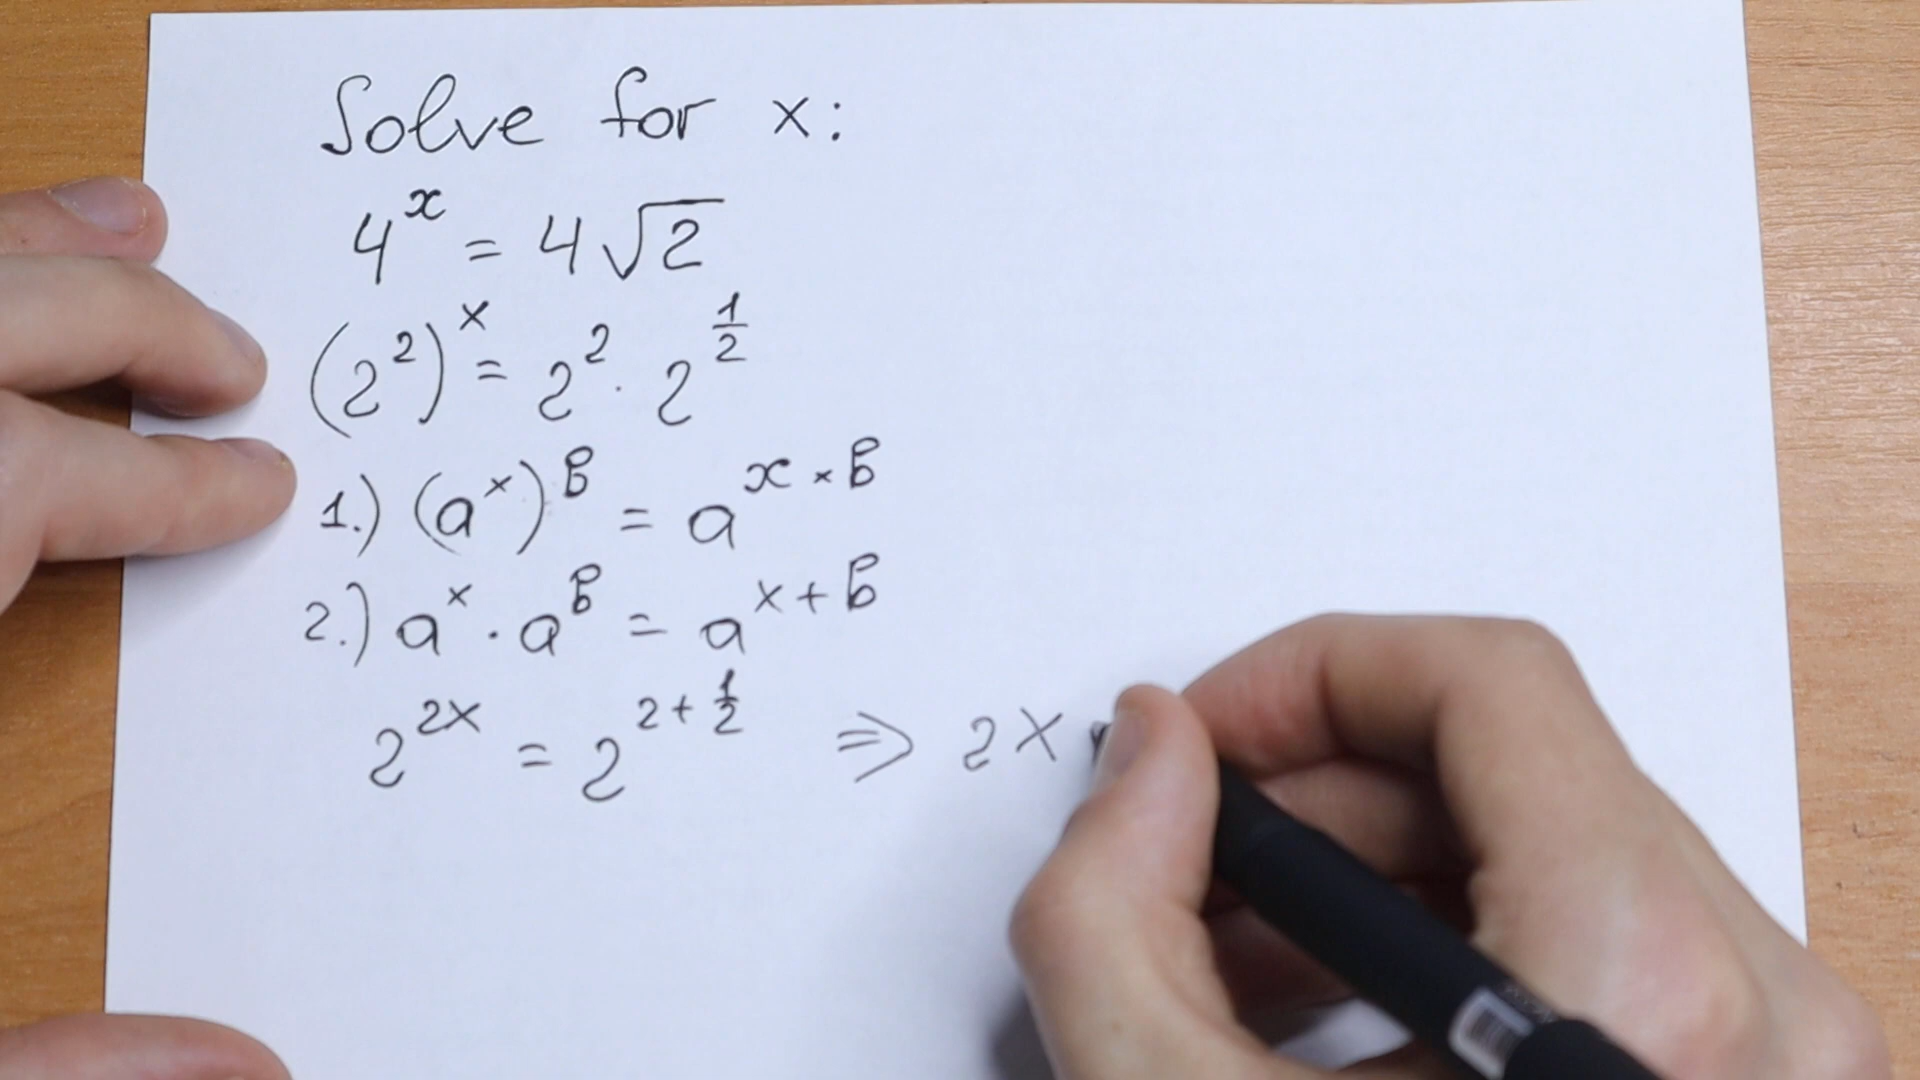 Solve for x:
4^x = 4√2
(2^2)^x = 2^2 · 2^(1/2)
1.) (a^x)^B = a^(x × B)
2.) a^x · a^B = a^(x + B)
2^(2x) = 2^(2 + 1/2) ⇒ 2x